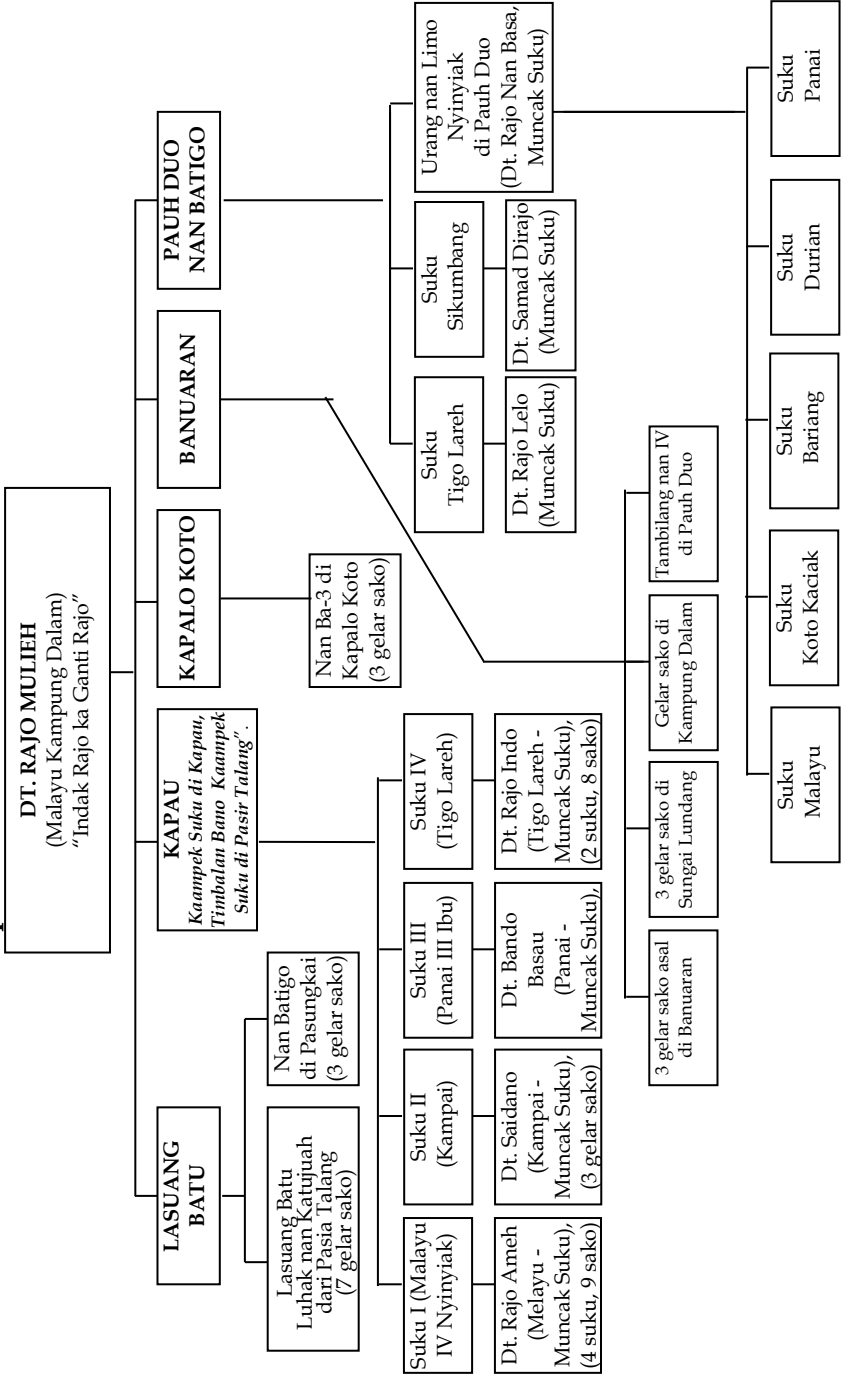 DT. RAJO MULIEH
(Malayu Kampung Dalam)
“Indak Rajo ka Ganti Rajo”
LASUANG
BATU
KAPAU
Kaampek Suku di Kapau,
Timbalan Bano Kaampek
Suku di Pasir Talang”.
KAPALO KOTO
BANUARAN
PAUH DUO
NAN BATIGO
Lasuang Batu
Luhak nan Katujuah
dari Pasia Talang
(7 gelar sako)
Nan Batigo
di Pasungkai
(3 gelar sako)
Nan Ba-3 di
Kapalo Koto
(3 gelar sako)
Suku I (Malayu
IV Nyinyiak)
Suku II
(Kampai)
Suku III
(Panai III Ibu)
Suku IV
(Tigo Lareh)
Suku
Tigo Lareh
Suku
Sikumbang
Urang nan Limo
Nyinyiak
di Pauh Duo
(Dt. Rajo Nan Basa,
Muncak Suku)
Dt. Rajo Ameh
(Melayu -
Muncak Suku),
(4 suku, 9 sako)
Dt. Saidano
(Kampai -
Muncak Suku),
(3 gelar sako)
Dt. Bando
Basau
(Panai -
Muncak Suku),
Dt. Rajo Indo
(Tigo Lareh -
Muncak Suku),
(2 suku, 8 sako)
Dt. Rajo Lelo
(Muncak Suku)
Dt. Samad Dirajo
(Muncak Suku)
3 gelar sako asal
di Banuaran
3 gelar sako di
Sungai Lundang
Gelar sako di
Kampung Dalam
Tambilang nan IV
di Pauh Duo
Suku
Malayu
Suku
Koto Kaciak
Suku
Bariang
Suku
Durian
Suku
Panai